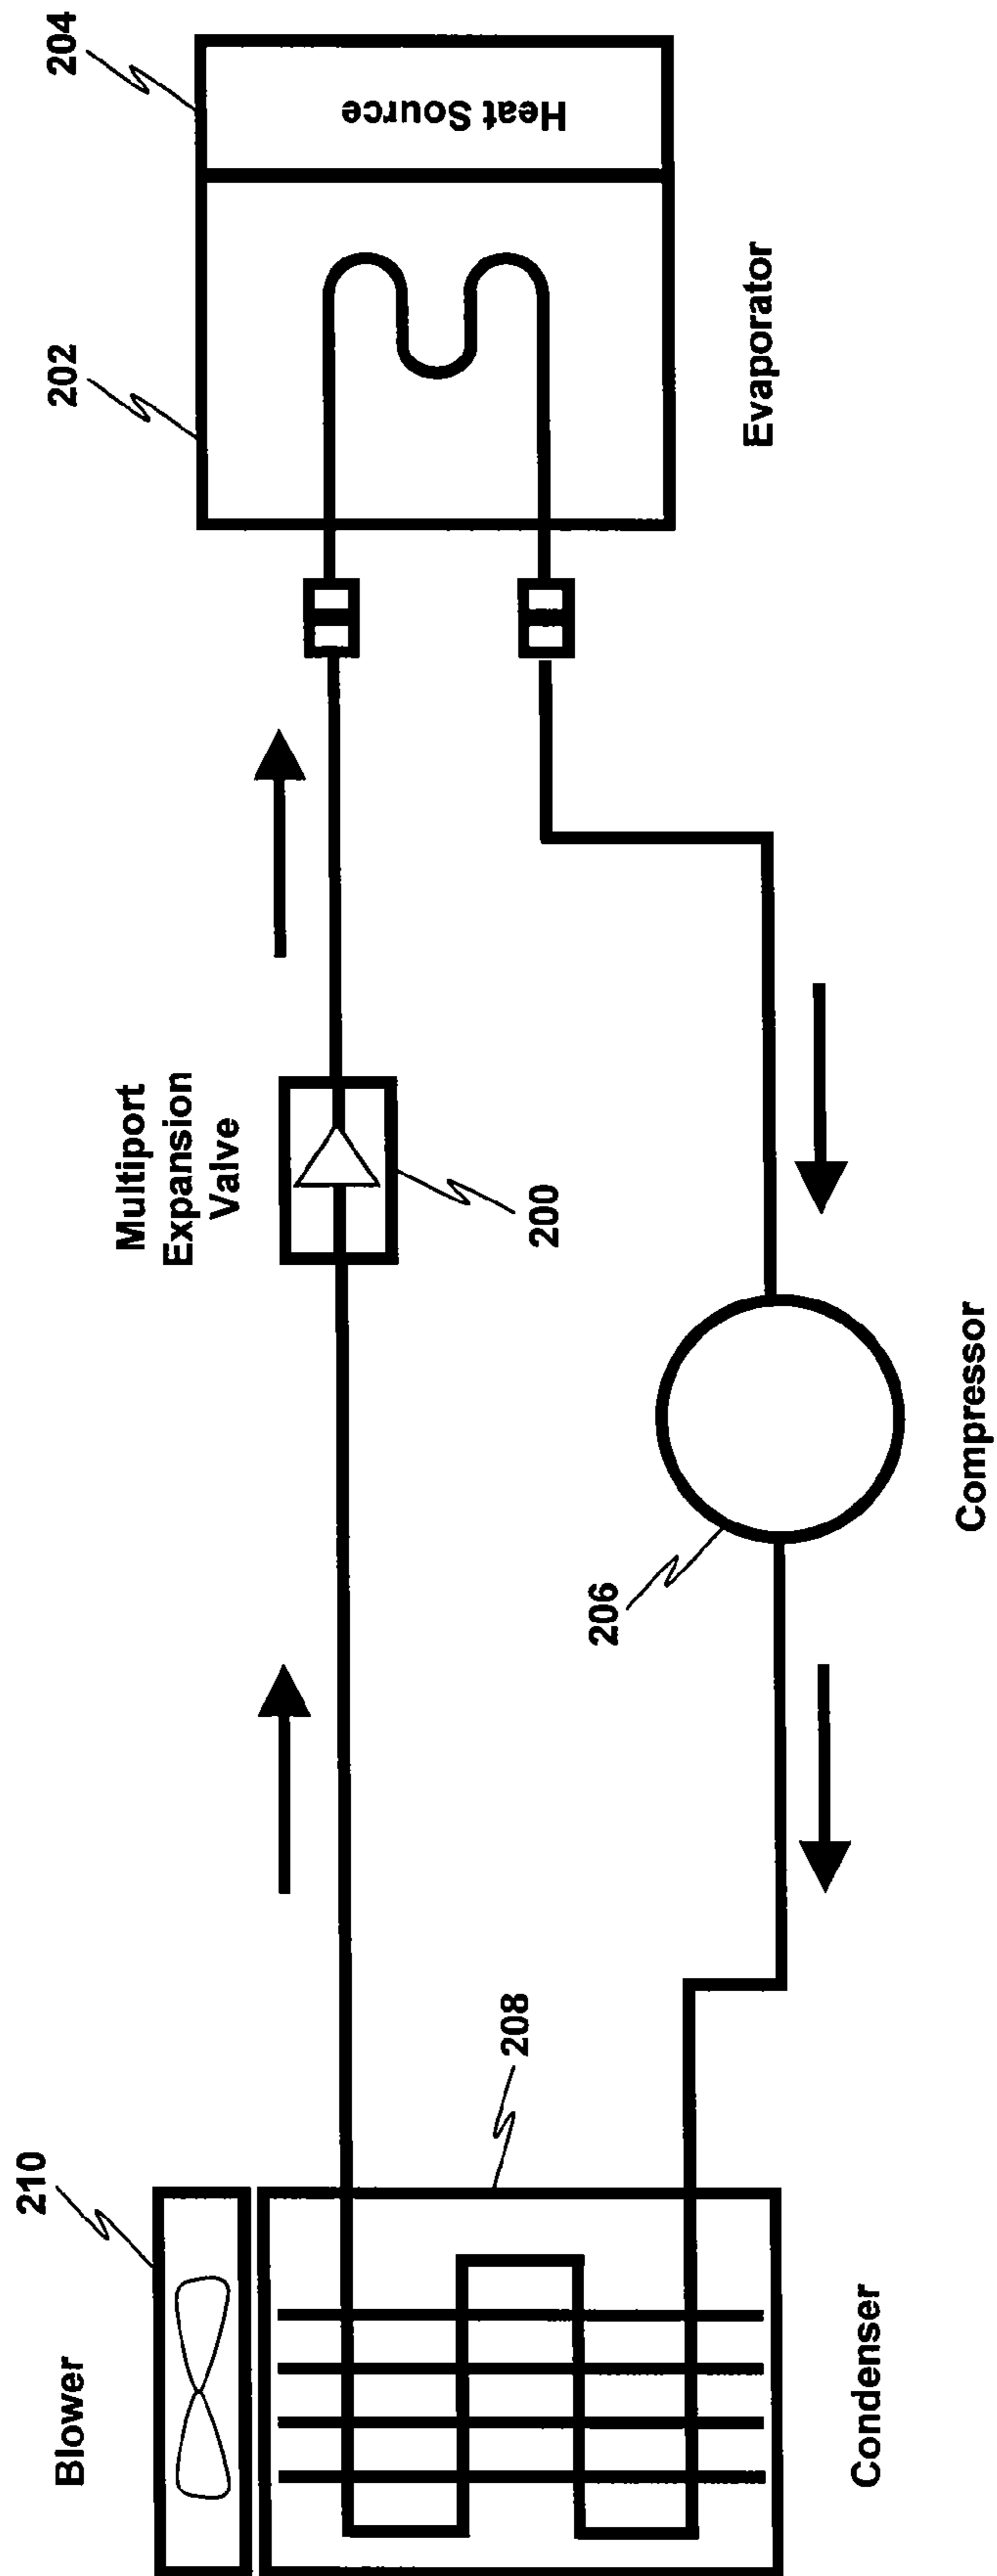 210
202
204
Blower
Multiport
Expansion
Valve
Heat Source
208
200
206
Evaporator
Condenser
Compressor